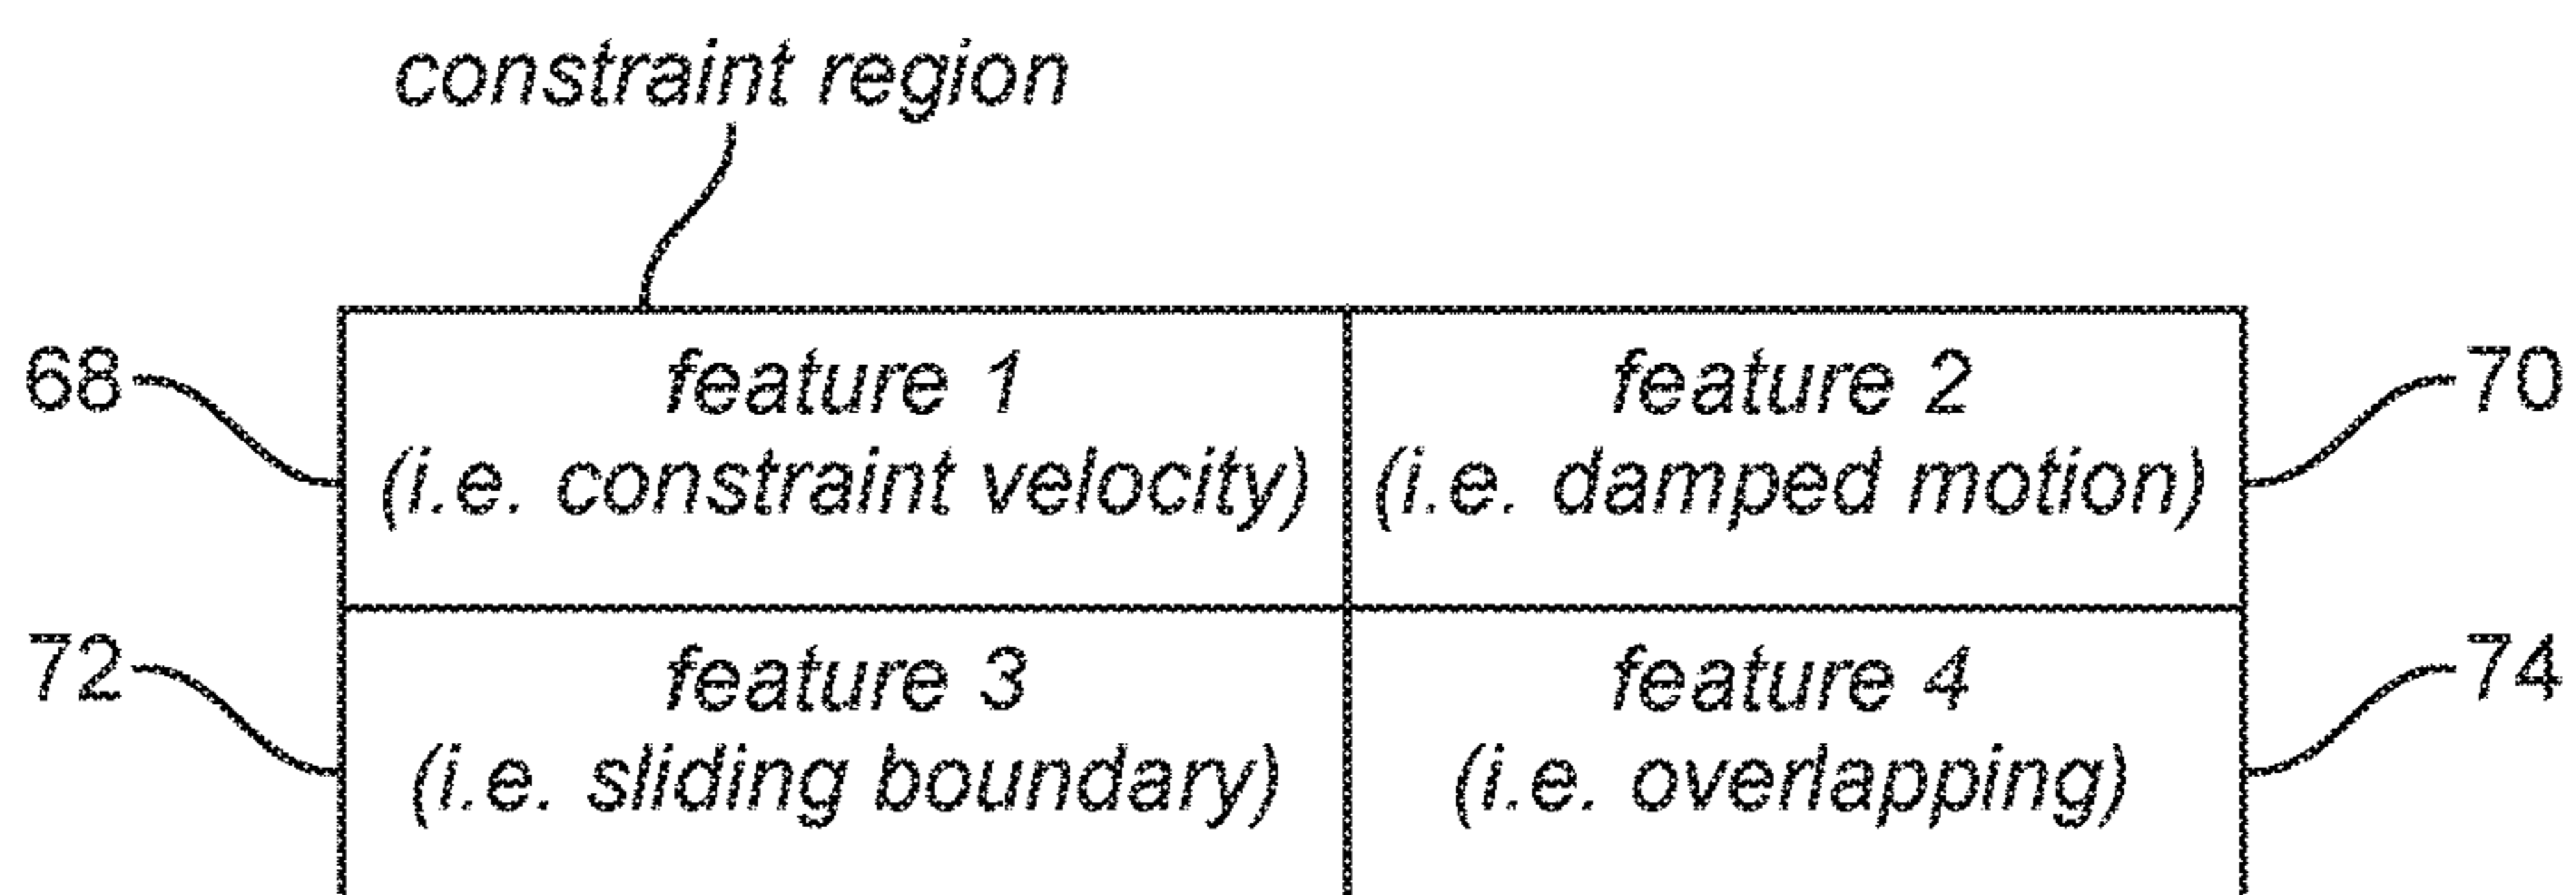 constraint region
68
feature 1
(i.e. constraint velocity)
feature 2
(i.e. damped motion)
70
72
feature 3
(i.e. sliding boundary)
feature 4
(i.e. overlapping)
74